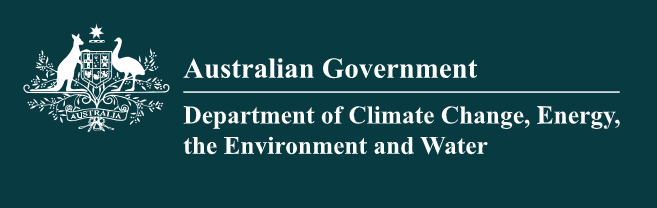 AUSTRALIA
Australian Government
Department of Climate Change, Energy,
the Environment and Water